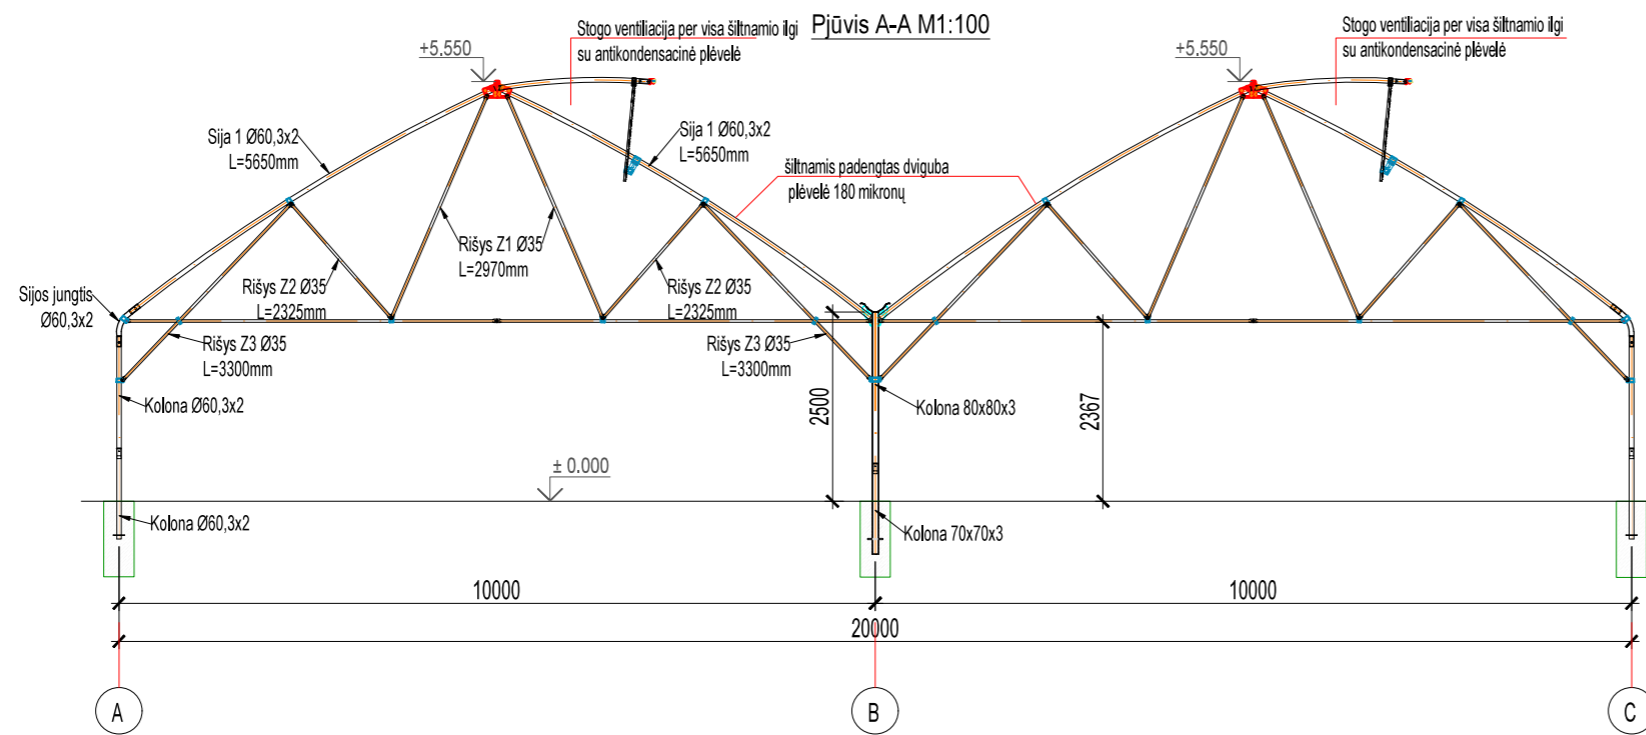 Pjūvis A-A M1:100
Stogo ventiliacija per visa šiltnamio ilgi
su antikondensacinė plėvelė
Stogo ventiliacija per visa šiltnamio ilgi
su antikondensacinė plėvelė
+5.550
+5.550
Sija 1 Ø60,3x2
L=5650mm
Sija 1 Ø60,3x2
L=5650mm
šiltnamis padengtas dviguba
plėvelė 180 mikronų
Rišys Z1 Ø35
L=2970mm
Rišys Z2 Ø35
L=2325mm
Rišys Z2 Ø35
L=2325mm
Sijos jungtis
Ø60,3x2
Rišys Z3 Ø35
L=3300mm
Rišys Z3 Ø35
L=3300mm
Kolona Ø60,3x2
2500
Kolona 80x80x3
2367
± 0.000
Kolona Ø60,3x2
Kolona 70x70x3
10000
10000
20000
A
B
C